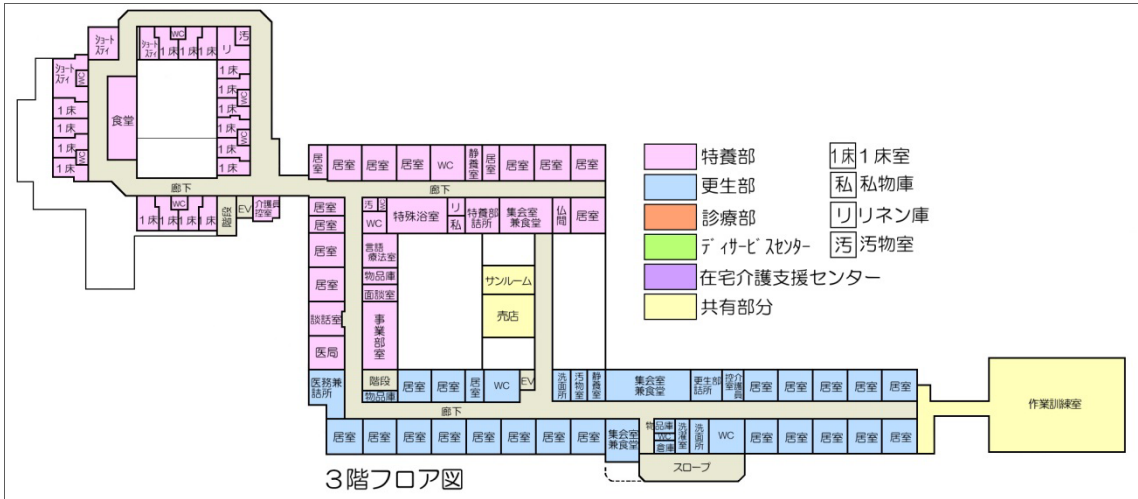 ショート
スティ
ショート
スティ
WC
1床
1床
1床
WC
1床
食堂
ショート
スティ
1床
WC
1床
1床
リ
汚
1床
1床
WC
1床
1床
WC
1床
1床
廊下
1床
1床
WC
1床
1床
階段
EV
介護員
控室
居室
居室
居室
居室
WC
静養室
居室
居室
居室
居室
廊下
居室
居室
居室
居室
談話室
医局
医務兼
詰所
汚
WC
WC
特殊浴室
リ
私
特養部
詰所
集会室
兼食堂
仏間
居室
言語
療法室
物品庫
面談室
事業部室
サンルーム
売店
階段
物品庫
居室
居室
居室
WC
EV
洗面所
汚物室
静養室
集会室
兼食堂
更生部
詰所
介護員
控室
居室
居室
居室
居室
居室
廊下
居室
居室
居室
居室
居室
居室
居室
居室
集会室
兼食堂
物品庫
WC
倉庫
洗濯室
洗面所
WC
居室
居室
居室
居室
居室
スロープ
作業訓練室
特養部
更生部
診療部
ディサービスセンター
在宅介護支援センター
共有部分
1床 1床室
私 私物庫
リ リネン庫
汚 汚物室
3階フロア図